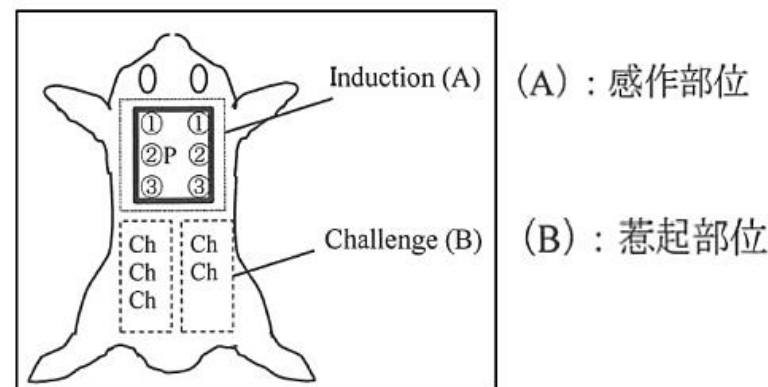 Induction (A)
(A)：感作部位
① ①
② P ②
③ ③
Challenge (B)
(B)：惹起部位
Ch Ch
Ch Ch
Ch